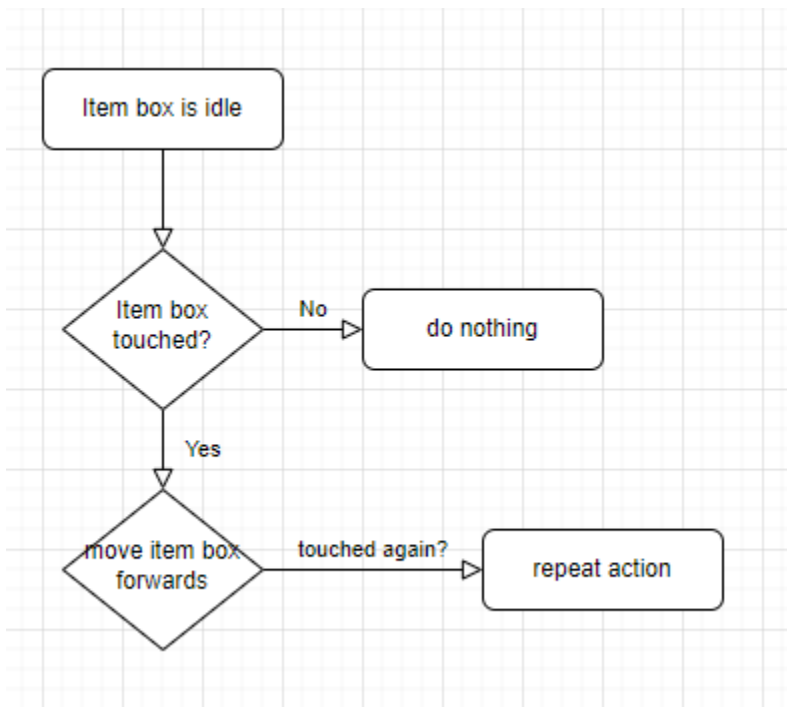 Item box is idle
Item box
touched?
No
do nothing
Yes
move item box
forwards
touched again?
repeat action